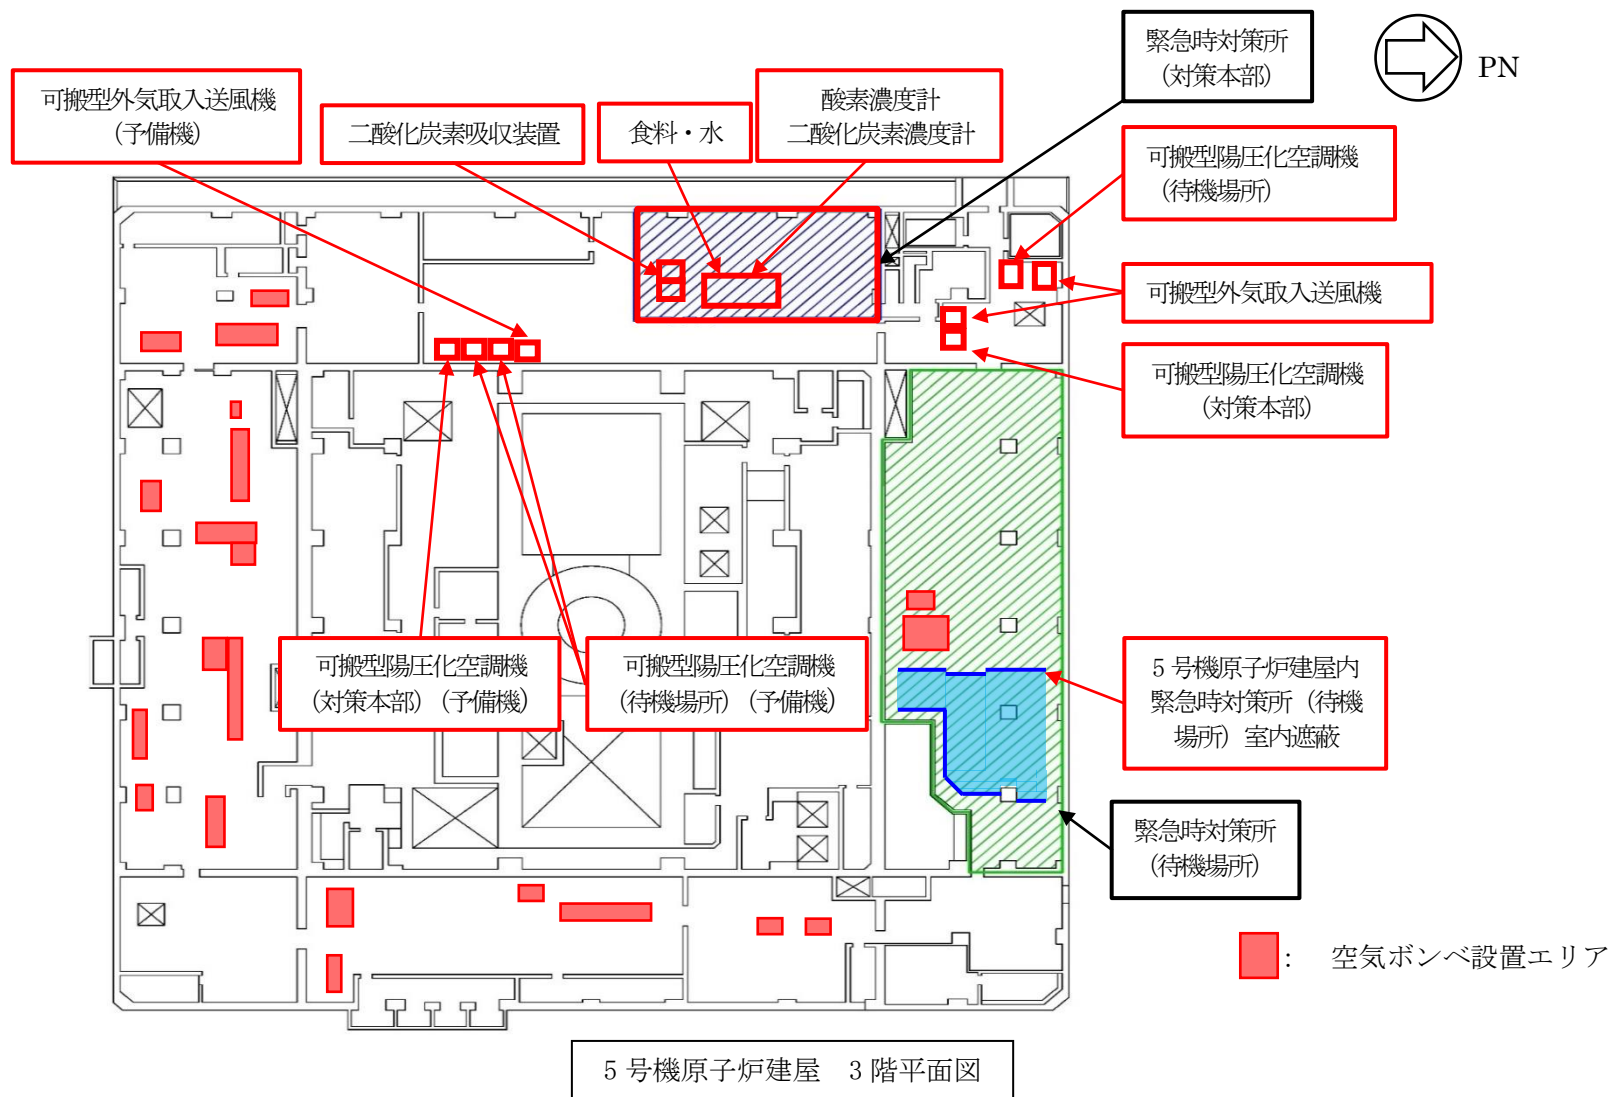 緊急時対策所
(対策本部)
PN
可搬型外気取入送風機
(予備機)
二酸化炭素吸収装置
食料・水
酸素濃度計
二酸化炭素濃度計
可搬型陽圧化空調機
(待機場所)
可搬型外気取入送風機
可搬型陽圧化空調機
(対策本部)
可搬型陽圧化空調機
(対策本部)(予備機)
可搬型陽圧化空調機
(待機場所)(予備機)
5号機原子炉建屋内
緊急時対策所(待機
場所)室内遮蔽
緊急時対策所
(待機場所)
: 空気ボンベ設置エリア
5号機原子炉建屋 3階平面図